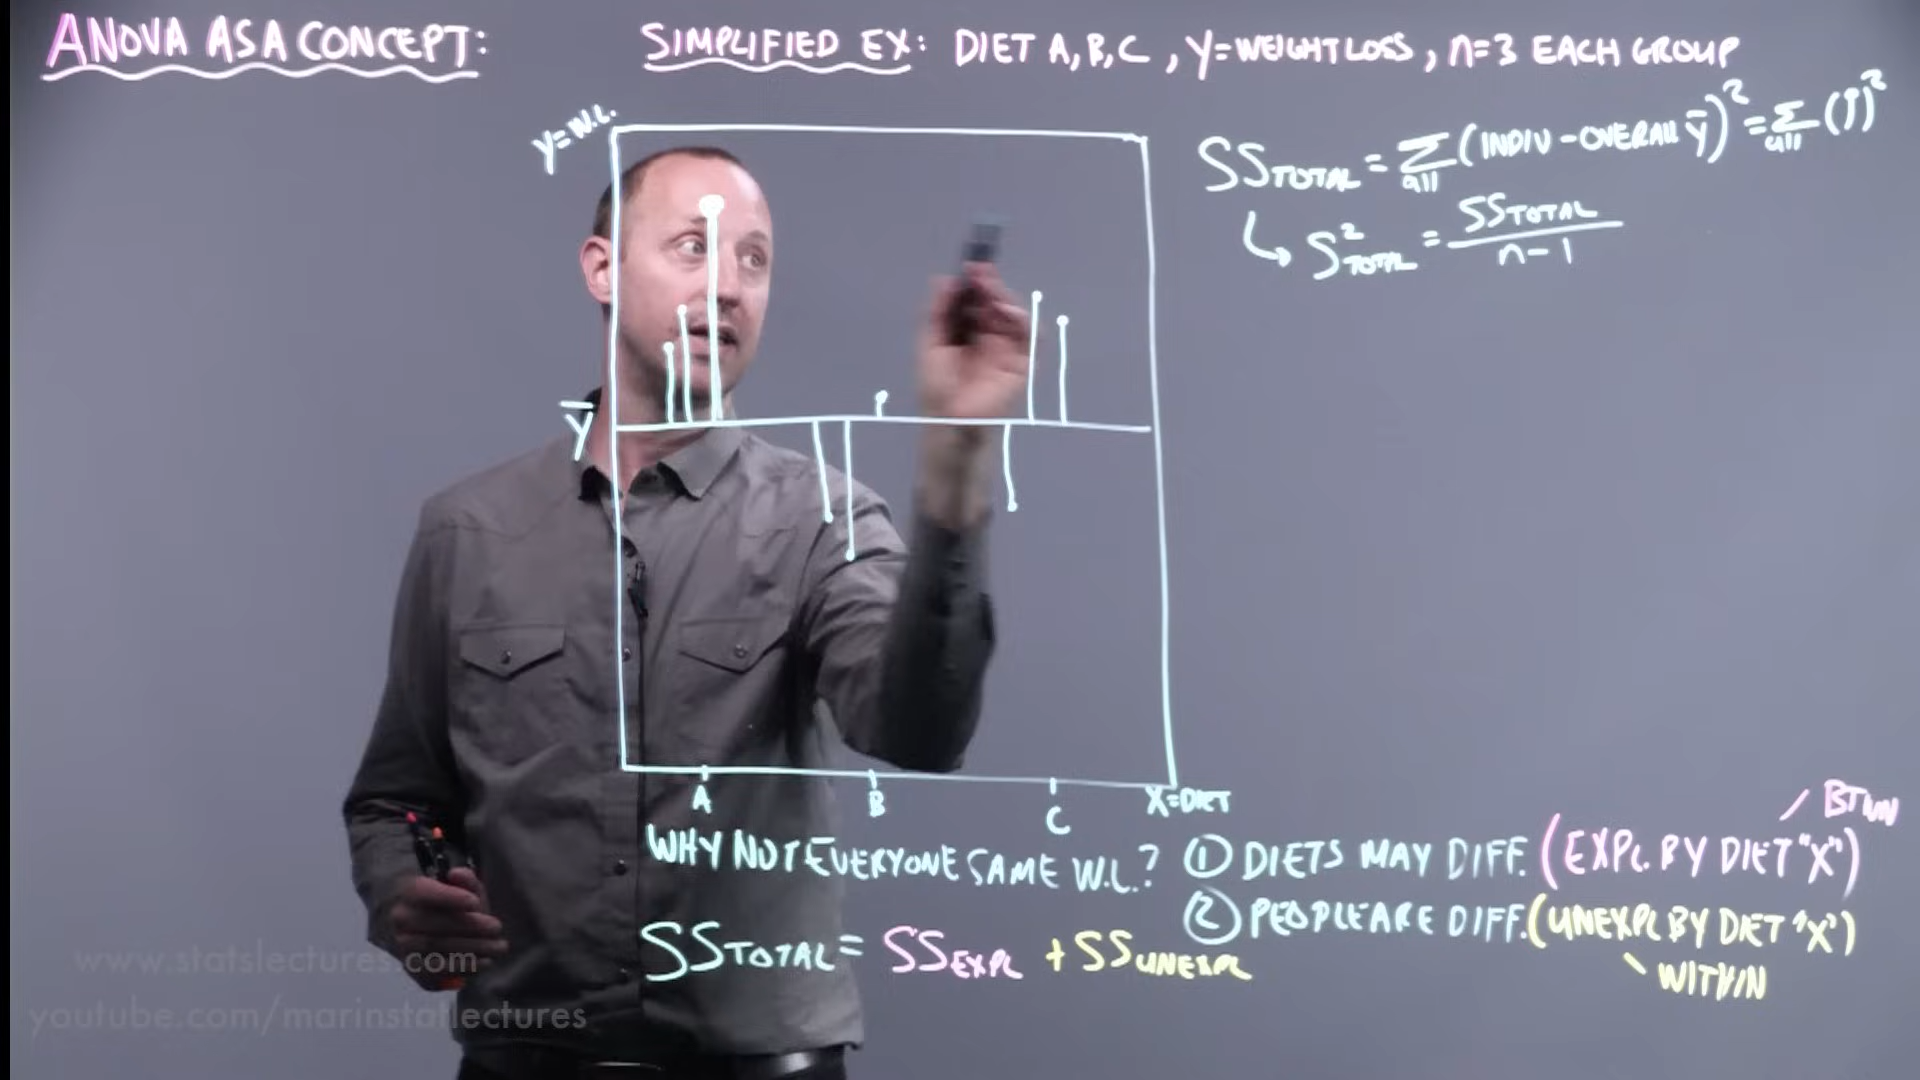 ANOVA AS A CONCEPT:
SIMPLIFIED EX: DIET A, B, C, Y=WEIGHTLOSS, n=3 EACH GROUP
Y=W.L.
SSTOTAL = Σall (INDIV - OVERALL Ȳ)² = Σall (|)²
↳ S²TOTAL = SSTOTAL / n-1
Ȳ
A B C X=DIET
WHY NOT EVERYONE SAME W.L.?
① DIETS MAY DIFF. (EXPL. BY DIET "X")
BTWN
② PEOPLE ARE DIFF. (UNEXPL BY DIET "X")
WITHIN
SSTOTAL = SSEXPL + SSUNEXPL
www.statslectures.com
youtube.com/marinstatlectures